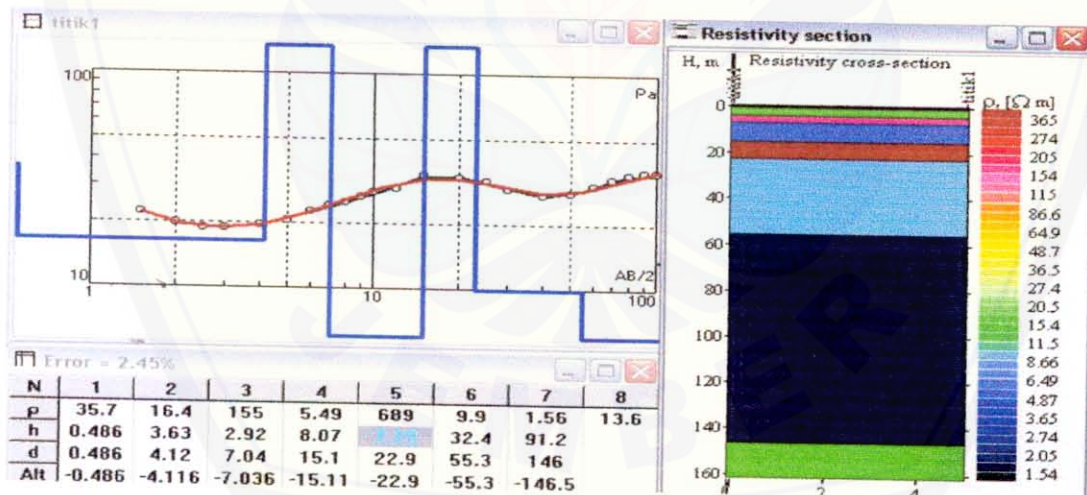 titik1
100
Pa
10
AB/2
1
10
100
Error = 2.45%
N 1 2 3 4 5 6 7 8
ρ 35.7 16.4 155 5.49 689 9.9 1.56 13.6
h 0.486 3.63 2.92 8.07 32.4 91.2
d 0.486 4.12 7.04 15.1 22.9 55.3 146
Alt -0.486 -4.116 -7.036 -15.11 -22.9 -55.3 -146.5
Resistivity section
H, m
Resistivity cross-section
titik1
ρ, [Ω m]
0
20
40
60
80
100
120
140
160
0
2
4
365
274
205
154
115
86.6
64.9
48.7
36.5
27.4
20.5
15.4
11.5
8.66
6.49
4.87
3.65
2.74
2.05
1.54
JEMBER